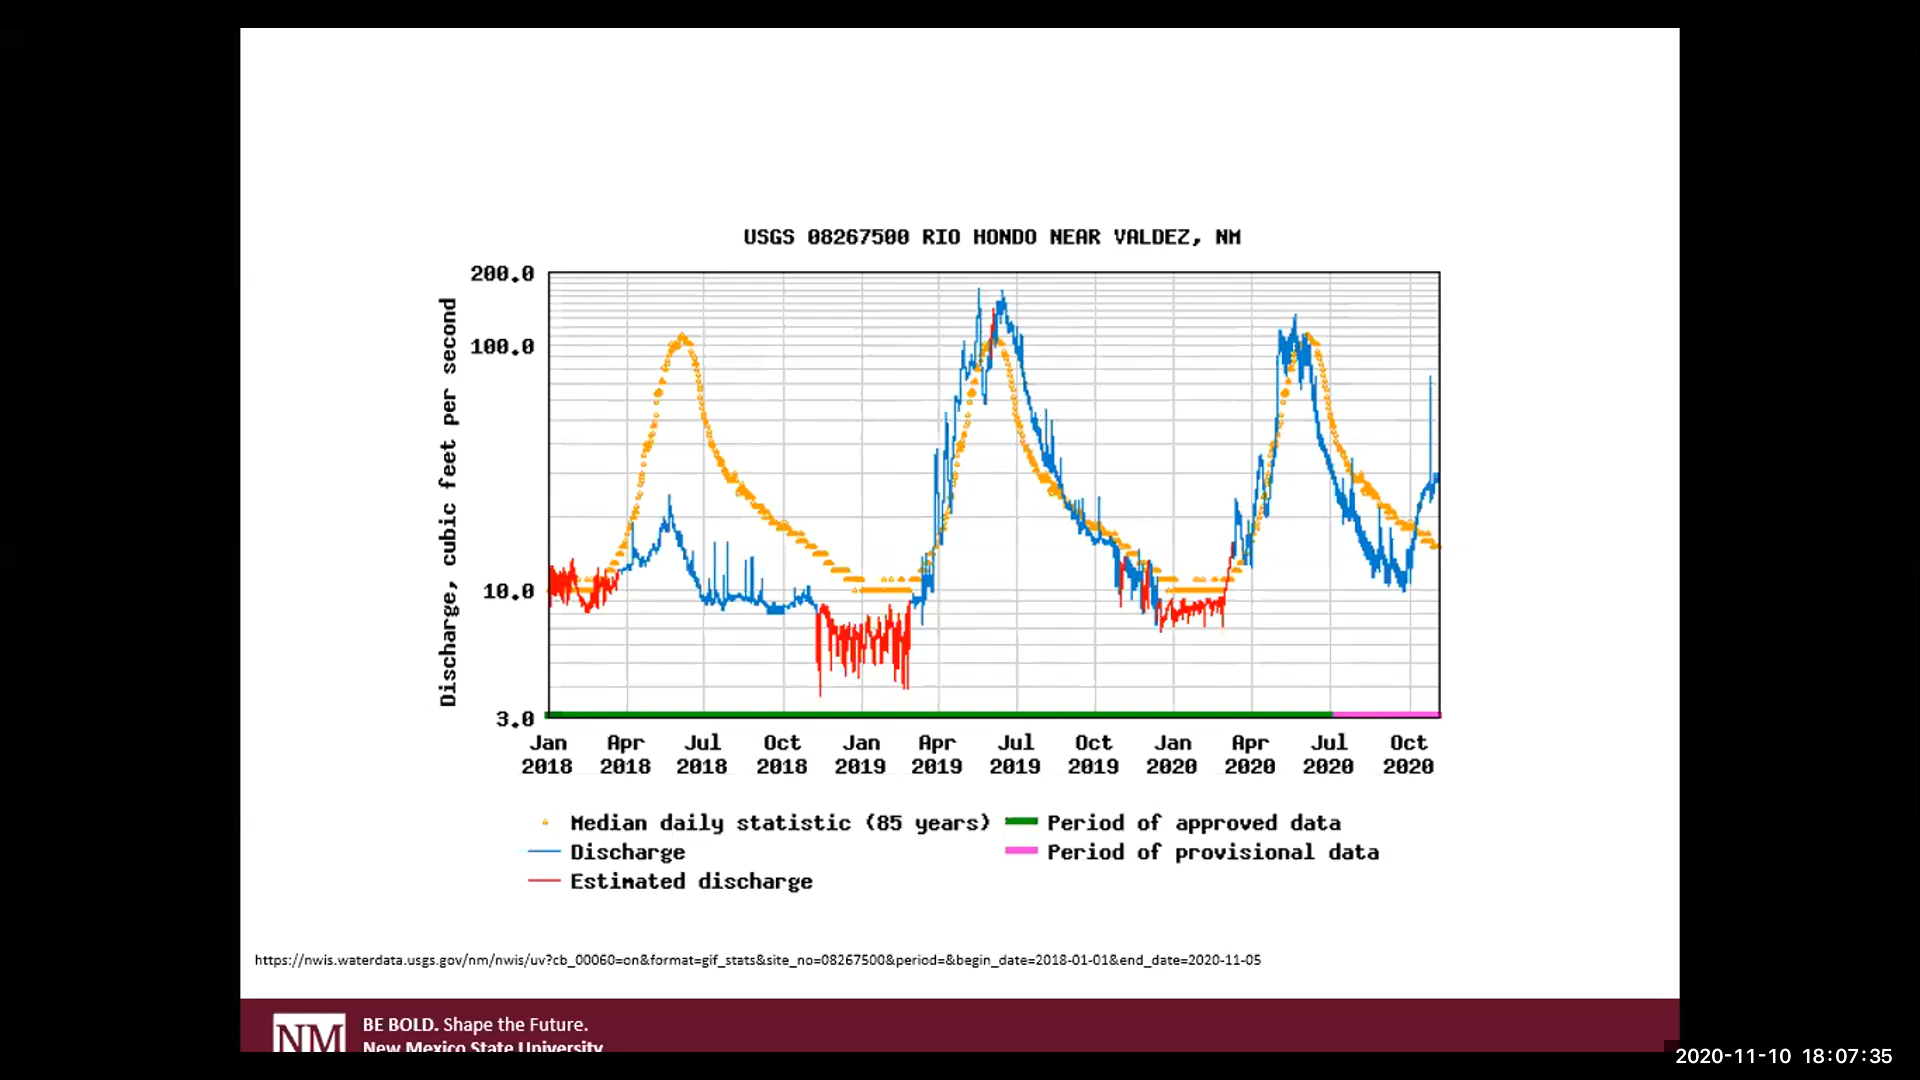 USGS 08267500 RIO HONDO NEAR VALDEZ, NM
Discharge, cubic feet per second
200.0
100.0
10.0
3.0
Jan Apr Jul Oct Jan Apr Jul Oct Jan Apr Jul Oct
2018 2018 2018 2018 2019 2019 2019 2019 2020 2020 2020 2020
Median daily statistic (85 years) Period of approved data
Discharge Period of provisional data
Estimated discharge
https://nwis.waterdata.usgs.gov/nm/nwis/uv?cb_00060=on&format=gif_stats&site_no=08267500&period=&begin_date=2018-01-01&end_date=2020-11-05
NM BE BOLD. Shape the Future.
New Mexico State University
2020-11-10 18:07:35